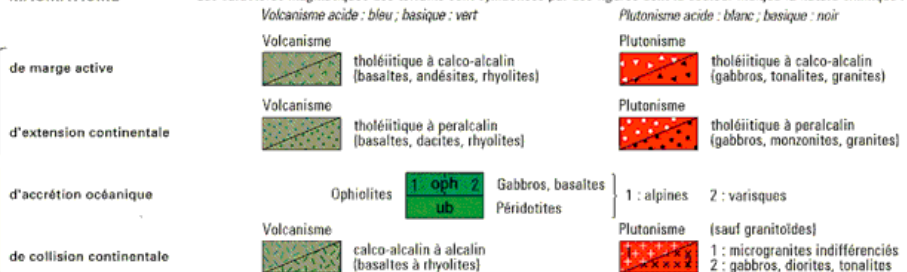 Volcanisme acide : bleu ; basique : vert
Plutonisme acide : blanc ; basique : noir
de marge active
Volcanisme
tholéiitique à calco-alcalin
(basaltes, andésites, rhyolites)
Plutonisme
tholéiitique à calco-alcalin
(gabbros, tonalites, granites)
d'extension continentale
Volcanisme
tholéiitique à peralcalin
(basaltes, dacites, rhyolites)
Plutonisme
tholéiitique à peralcalin
(gabbros, monzonites, granites)
d'accrétion océanique
Ophiolites
1 oph 2
ub
Gabbros, basaltes
Péridotites
1 : alpines 2 : varisques
de collision continentale
Volcanisme
calco-alcalin à alcalin
(basaltes à rhyolites)
Plutonisme (sauf granitoïdes)
1 : microgranites indifférenciés
2 : gabbros, diorites, tonalites